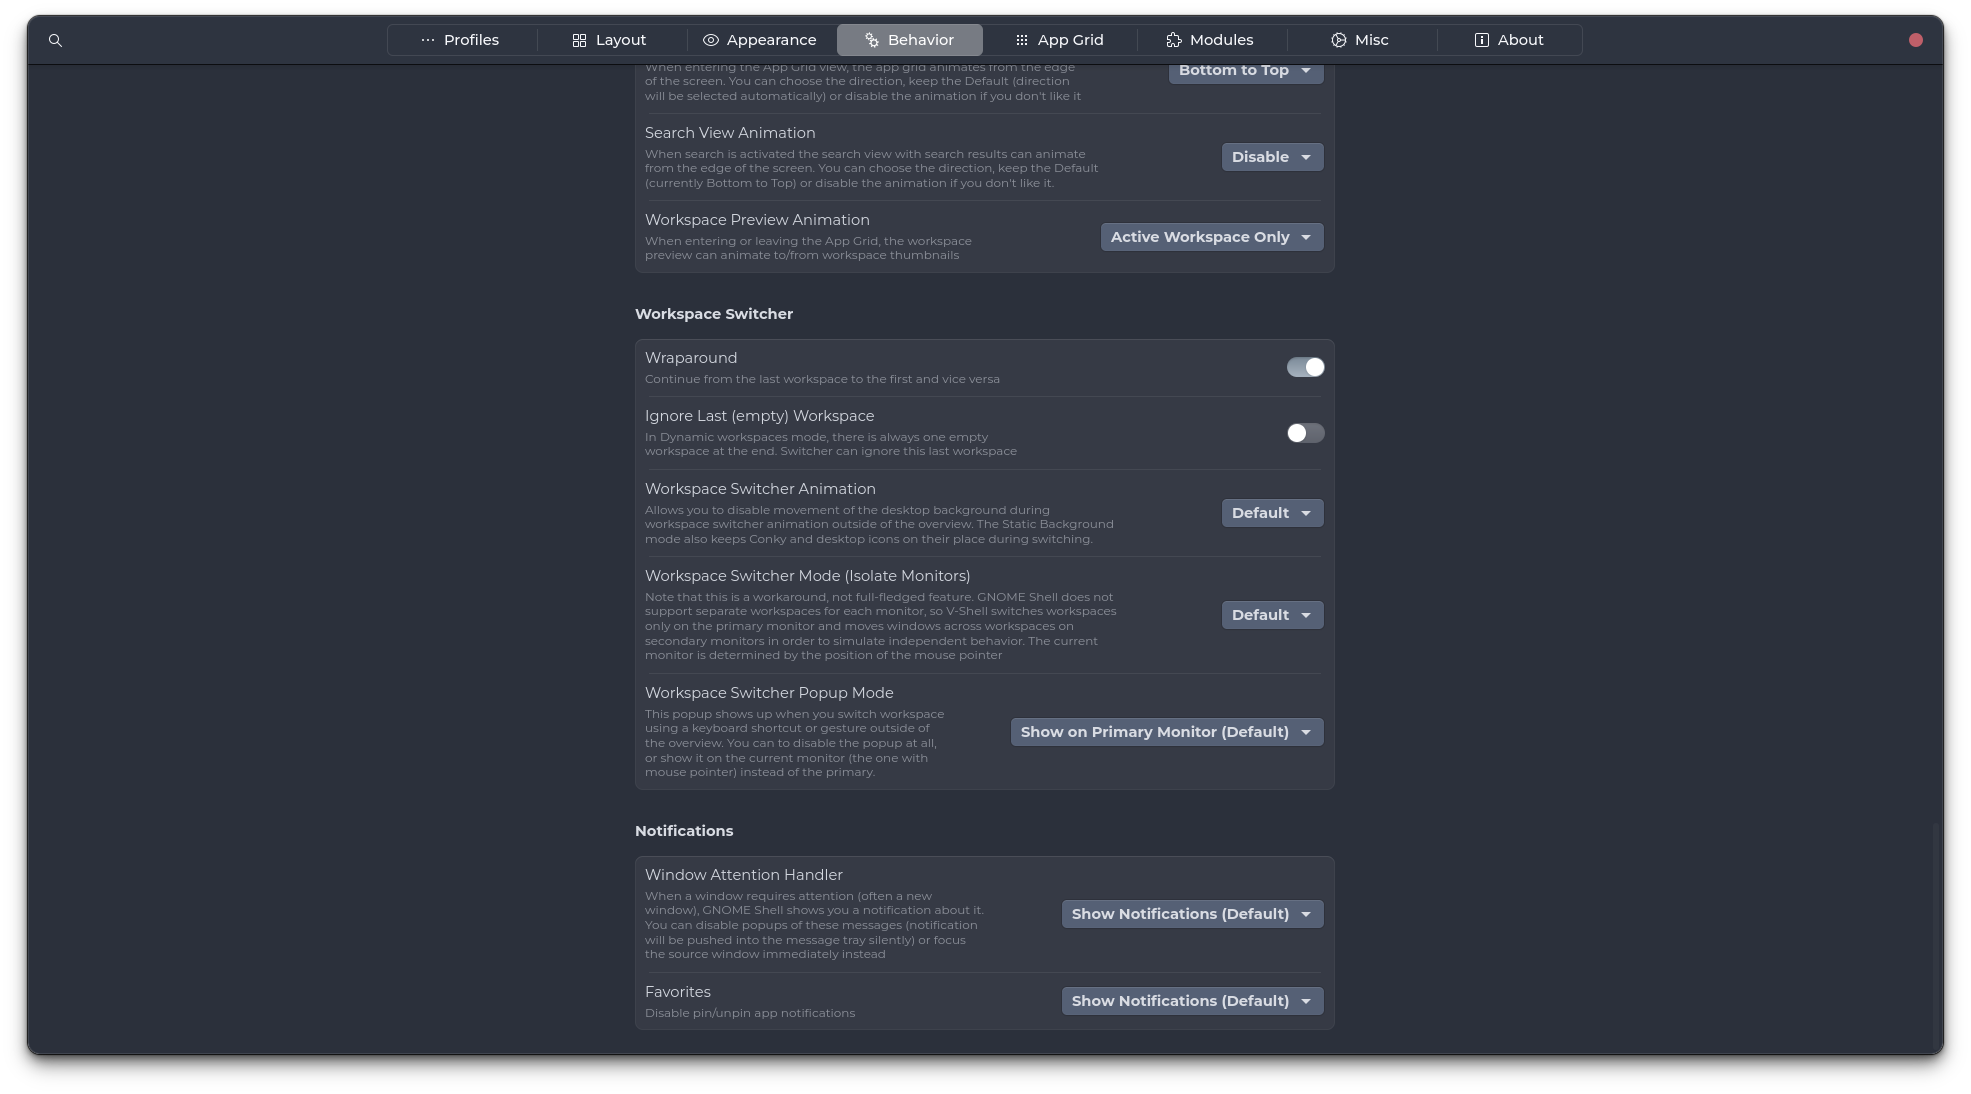 Profiles
Layout
Appearance
Behavior
App Grid
Modules
Misc
About
When entering the App Grid view, the app grid animates from the edge
of the screen. You can choose the direction, keep the Default (direction
will be selected automatically) or disable the animation if you don't like it
Bottom to Top
Search View Animation
When search is activated the search view with search results can animate
from the edge of the screen. You can choose the direction, keep the Default
(currently Bottom to Top) or disable the animation if you don't like it.
Disable
Workspace Preview Animation
When entering or leaving the App Grid, the workspace
preview can animate to/from workspace thumbnails
Active Workspace Only
Workspace Switcher
Wraparound
Continue from the last workspace to the first and vice versa
Ignore Last (empty) Workspace
In Dynamic workspaces mode, there is always one empty
workspace at the end. Switcher can ignore this last workspace
Workspace Switcher Animation
Allows you to disable movement of the desktop background during
workspace switcher animation outside of the overview. The Static Background
mode also keeps Conky and desktop icons on their place during switching.
Default
Workspace Switcher Mode (Isolate Monitors)
Note that this is a workaround, not full-fledged feature. GNOME Shell does not
support separate workspaces for each monitor, so V-Shell switches workspaces
only on the primary monitor and moves windows across workspaces on
secondary monitors in order to simulate independent behavior. The current
monitor is determined by the position of the mouse pointer
Default
Workspace Switcher Popup Mode
This popup shows up when you switch workspace
using a keyboard shortcut or gesture outside of
the overview. You can to disable the popup at all,
or show it on the current monitor (the one with
mouse pointer) instead of the primary.
Show on Primary Monitor (Default)
Notifications
Window Attention Handler
When a window requires attention (often a new
window), GNOME Shell shows you a notification about it.
You can disable popups of these messages (notification
will be pushed into the message tray silently) or focus
the source window immediately instead
Show Notifications (Default)
Favorites
Disable pin/unpin app notifications
Show Notifications (Default)